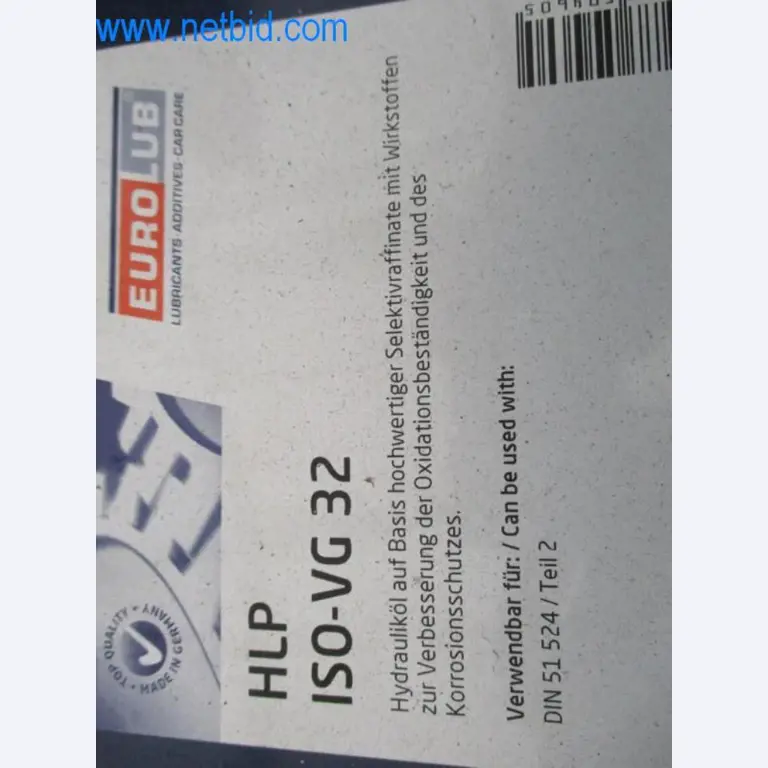 www.netbid.com
EUROLUB
LUBRICANTS·ADDITIVES·CAR CARE
TOP QUALITY • MADE IN GERMANY •
HLP
ISO-VG 32
Hydrauliköl auf Basis hochwertiger Selektivraffinate mit Wirkstoffen
zur Verbesserung der Oxidationsbeständigkeit und des
Korrosionsschutzes.
Verwendbar für: / Can be used with:
DIN 51 524 / Teil 2